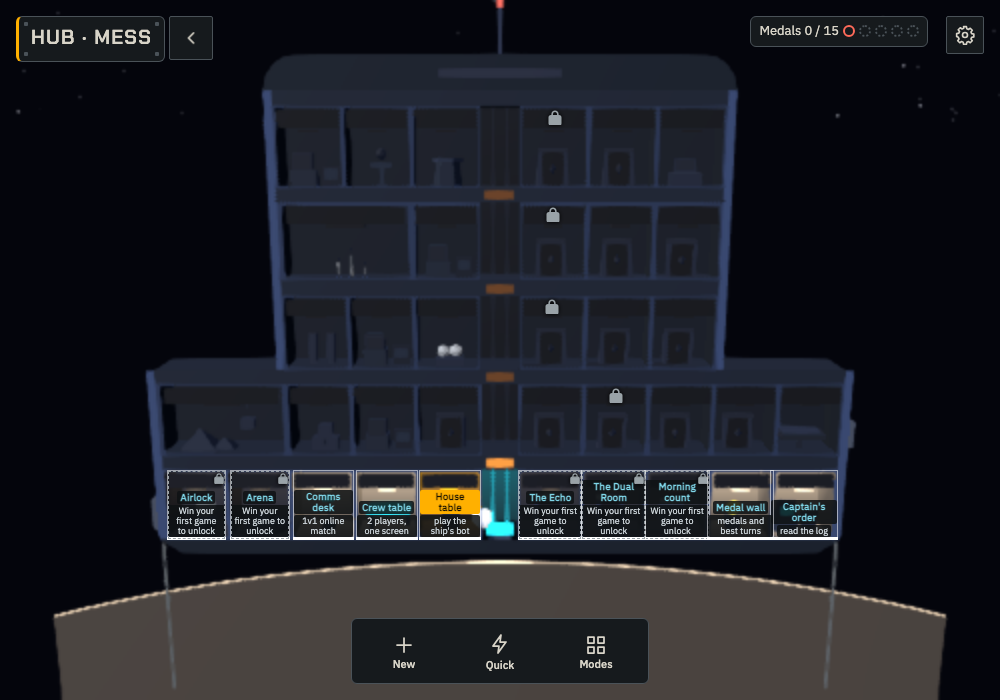 HUB · MESS
Medals 0 / 15
Airlock
Win your
first game
to unlock
Arena
Win your
first game to
unlock
Comms
desk
1v1 online
match
Crew table
2 players,
one screen
House
table
play the
ship's bot
The Echo
Win your first
game to
unlock
The Dual
Room
Win your first
game to
unlock
Morning
count
Win your first
game to
unlock
Medal wall
medals and
best turns
Captain's
order
read the log
New
Quick
Modes